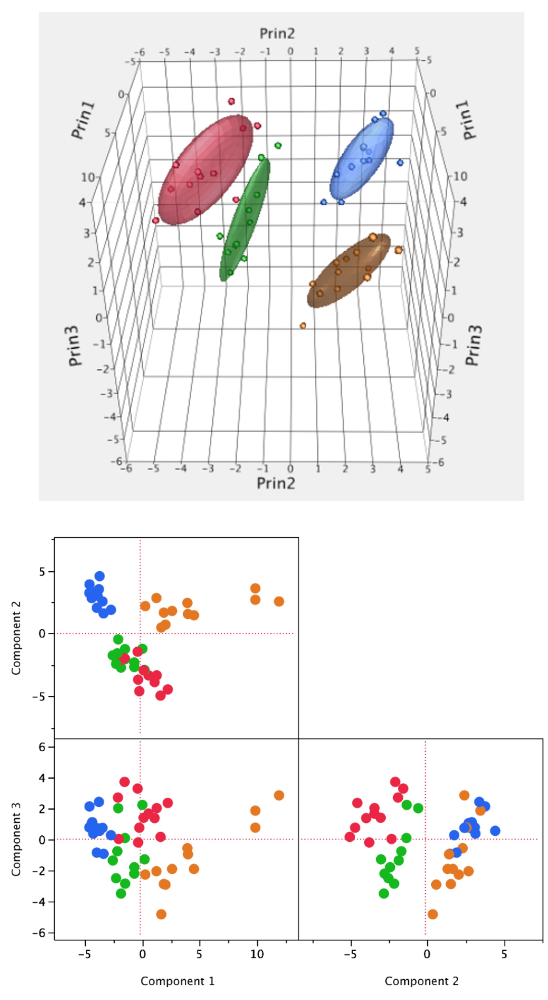 Prin2
-6 -5 -4 -3 -2 -1 0 1 2 3 4 5
-5 -5
0 0
Prin1 Prin1
5 -5
10 10
4 4
3 3
2 2
1 1
0 0
Prin3 Prin3
-1 -1
-2 -2
-3 -3
-4 -4
-5 -5
-6 -6
-6 -5 -4 -3 -2 -1 0 1 2 3 4 5
Prin2
5
Component 2
0
-5
6
4
2
Component 3
0
-2
-4
-6
-5 0 5 10 -5 0 5
Component 1 Component 2